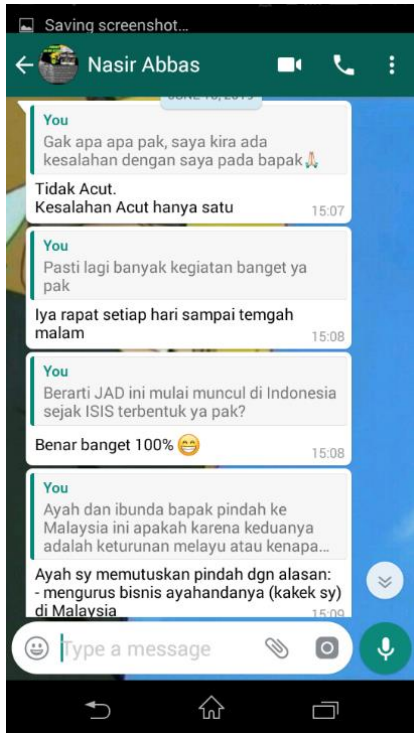 Saving screenshot...
Nasir Abbas
You
Gak apa apa pak, saya kira ada
kesalahan dengan saya pada bapak🙏
Tidak Acut.
Kesalahan Acut hanya satu
15:07
You
Pasti lagi banyak kegiatan banget ya
pak
Iya rapat setiap hari sampai temgah
malam
15:08
You
Berarti JAD ini mulai muncul di Indonesia
sejak ISIS terbentuk ya pak?
Benar banget 100% 😁
15:08
You
Ayah dan ibunda bapak pindah ke
Malaysia ini apakah karena keduanya
adalah keturunan melayu atau kenapa...
Ayah sy memutuskan pindah dgn alasan:
- mengurus bisnis ayahandanya (kakek sy)
di Malaysia
15:09
Type a message